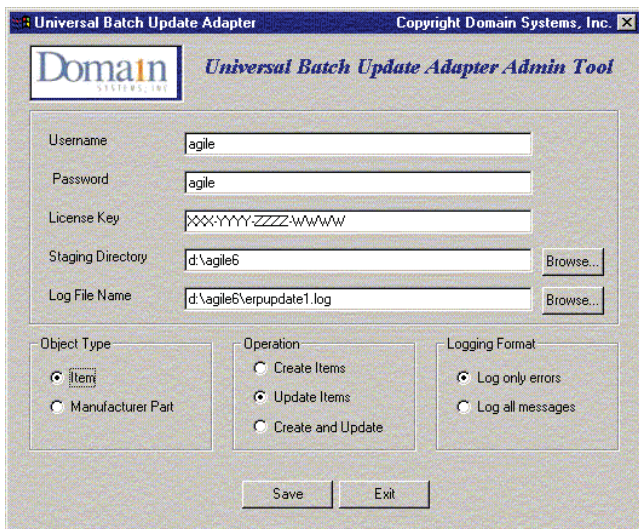 Universal Batch Update Adapter Copyright Domain Systems, Inc.
Domain
SYSTEMS, INC
Universal Batch Update Adapter Admin Tool
Username agile
Password agile
License Key XXX-YYYY-ZZZZ-WWWW
Staging Directory d:\agile6 Browse...
Log File Name d:\agile6\erpupdate1.log Browse...
Object Type Operation Logging Format
Item Create Items Log only errors
Manufacturer Part Update Items Log all messages
Create and Update
Save Exit